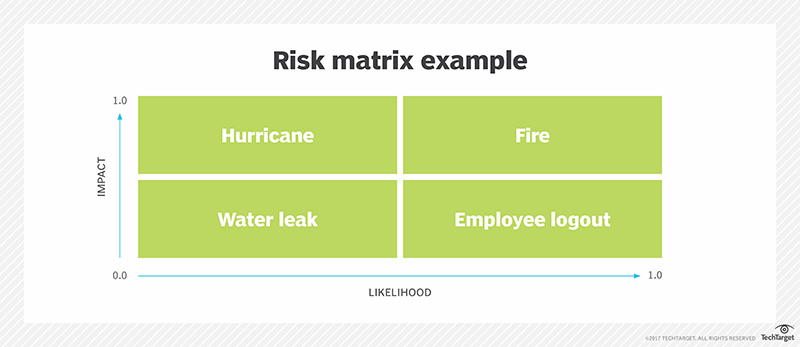 Risk matrix example
1.0
IMPACT
Hurricane
Fire
Water leak
Employee logout
0.0
1.0
LIKELIHOOD
©2017 TECHTARGET. ALL RIGHTS RESERVED
TechTarget